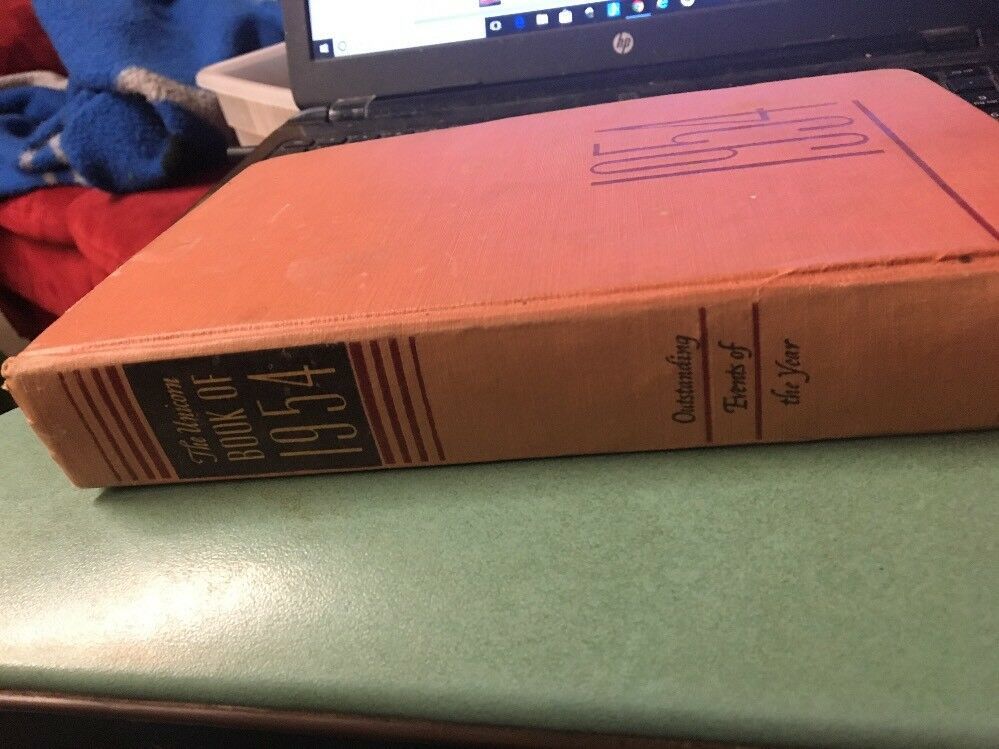 hp
1954
The Unicorn
BOOK OF
1954
Outstanding
Events of
the Year